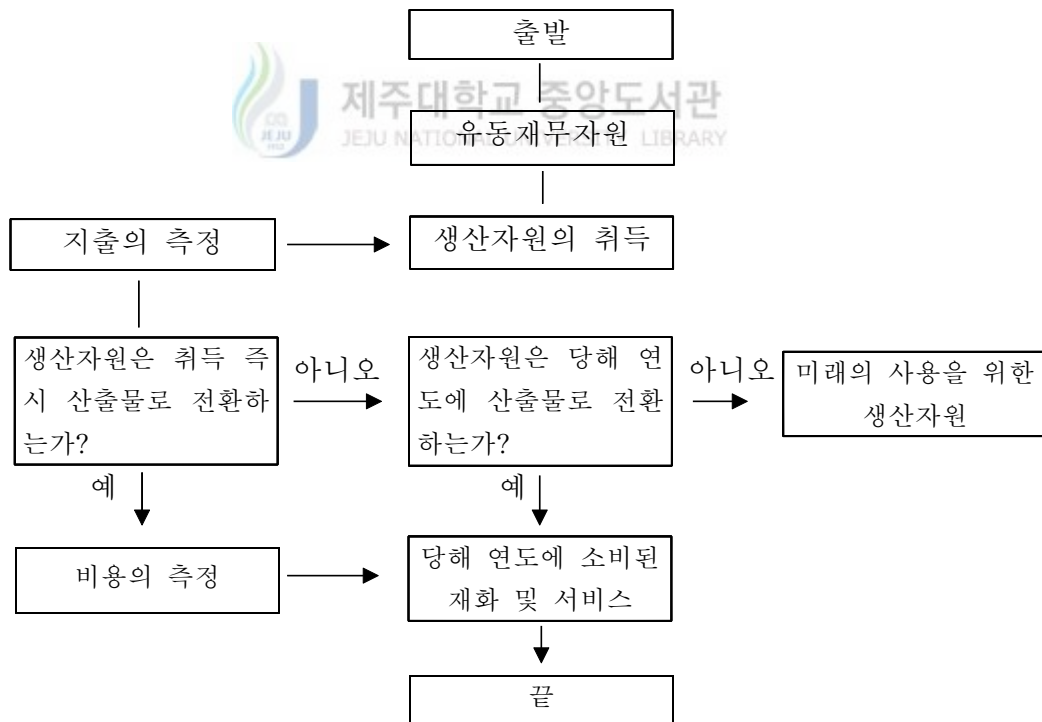 출발
제주대학교 중앙도서관
JEJU NATIONAL UNIVERSITY LIBRARY
JEJU
1952
유동재무자원
지출의 측정
생산자원의 취득
생산자원은 취득 즉
시 산출물로 전환하
는가?
아니오
생산자원은 당해 연
도에 산출물로 전환
하는가?
아니오
미래의 사용을 위한
생산자원
예
예
비용의 측정
당해 연도에 소비된
재화 및 서비스
끝